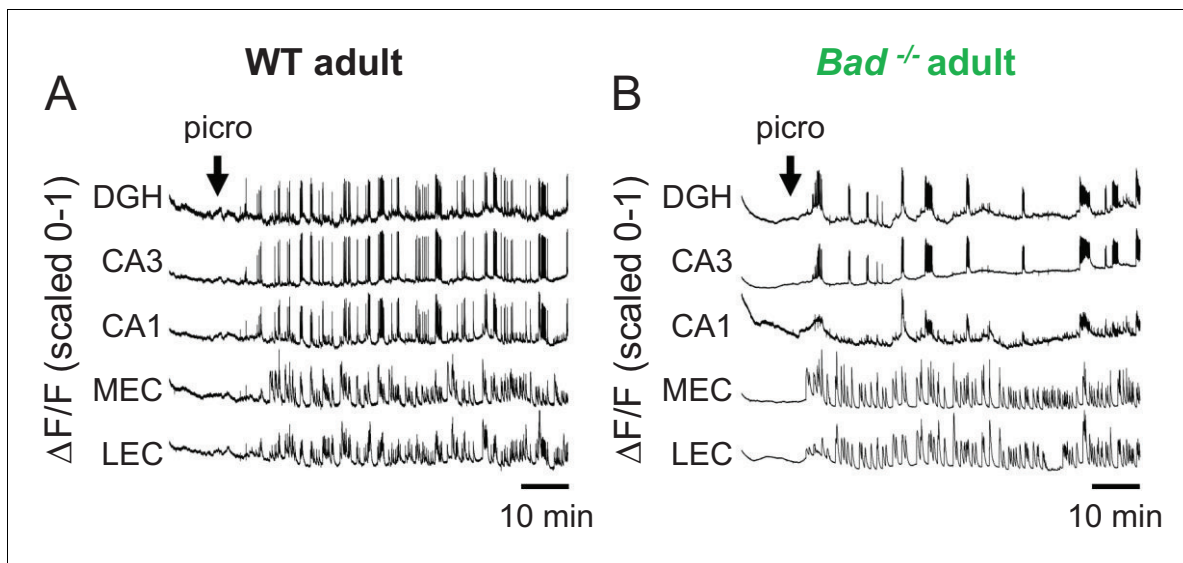 WT adult
Bad -/- adult
A
B
picro
picro
ΔF/F (scaled 0-1)
DGH
CA3
CA1
MEC
LEC
10 min
ΔF/F (scaled 0-1)
DGH
CA3
CA1
MEC
LEC
10 min